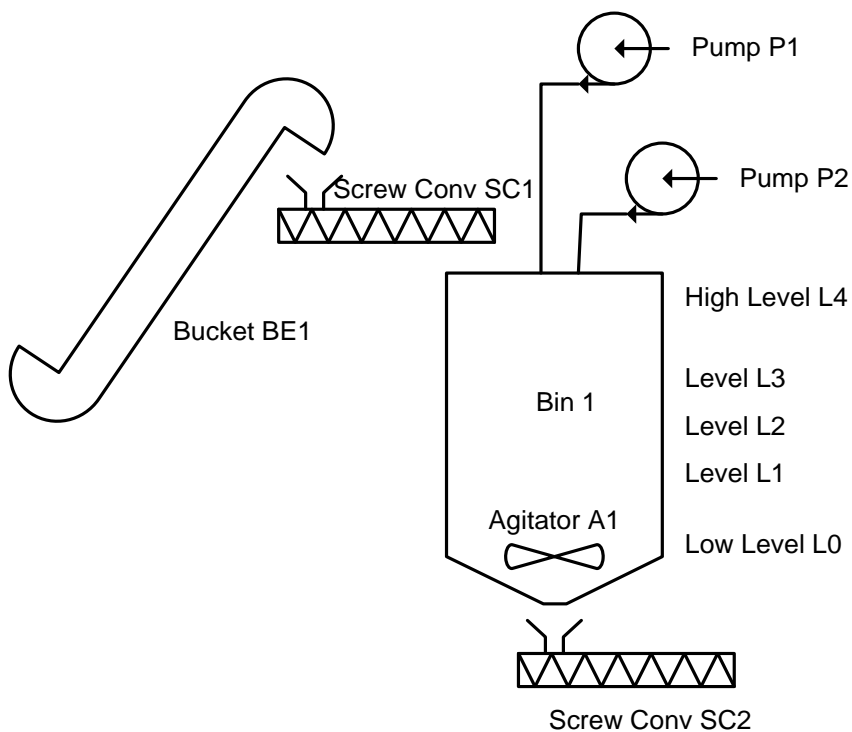 Pump P1
Screw Conv SC1
Pump P2
High Level L4
Bucket BE1
Level L3
Bin 1
Level L2
Level L1
Agitator A1
Low Level L0
Screw Conv SC2